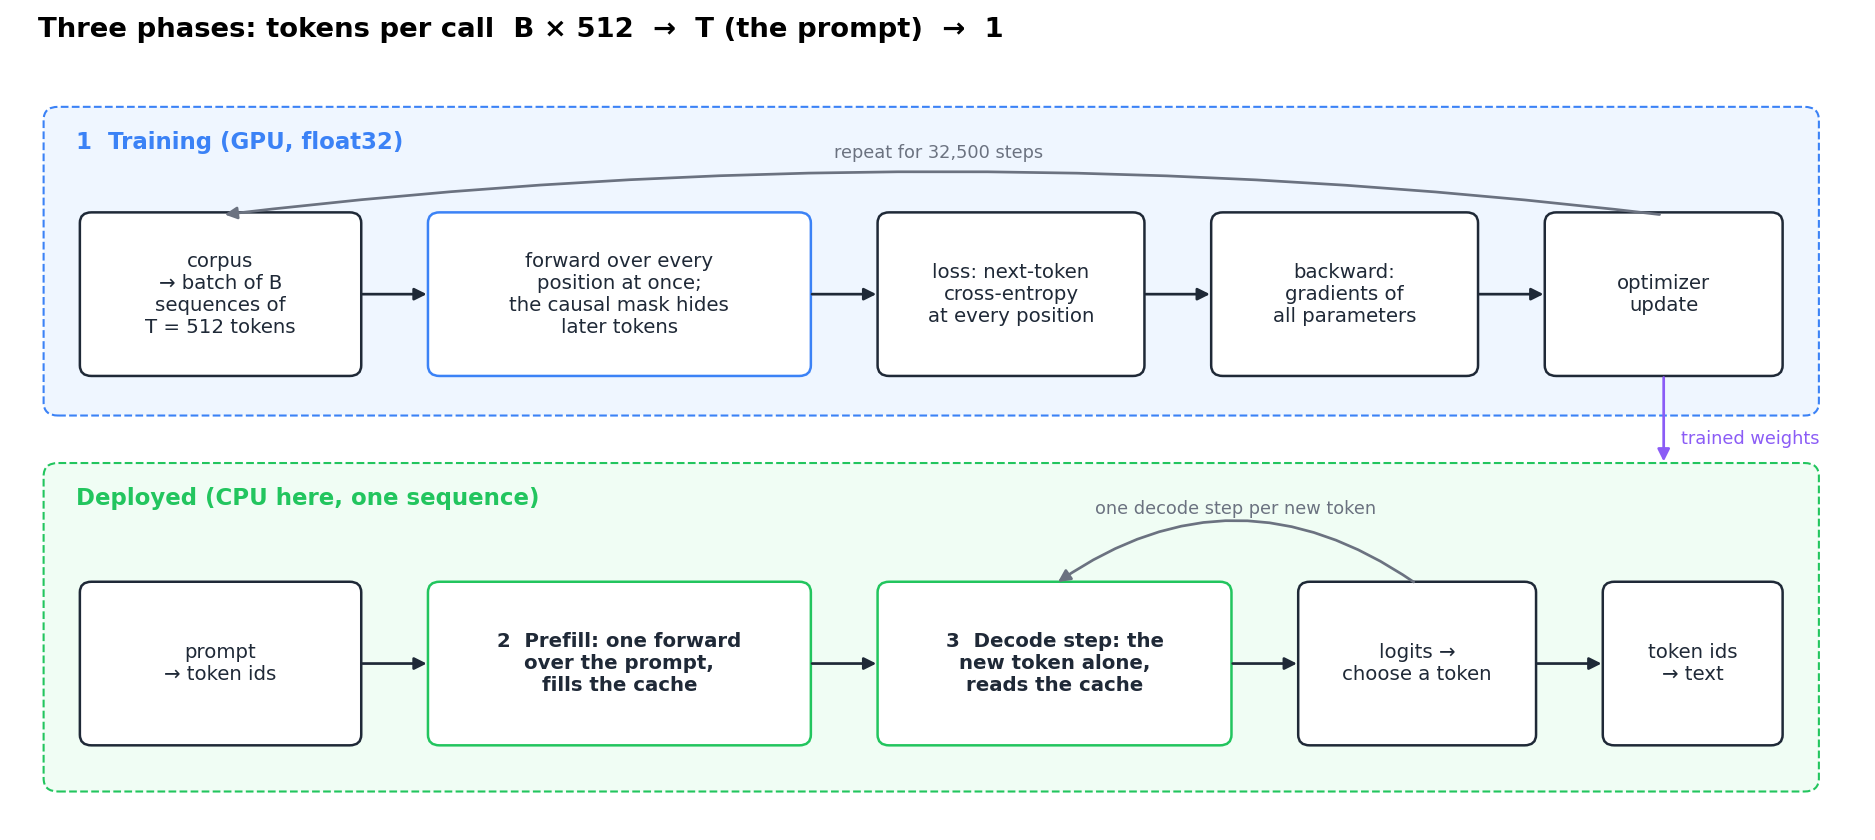 Three phases: tokens per call  B × 512  →  T (the prompt)  →  1
1  Training (GPU, float32)
repeat for 32,500 steps
corpus
→ batch of B
sequences of
T = 512 tokens
forward over every
position at once;
the causal mask hides
later tokens
loss: next-token
cross-entropy
at every position
backward:
gradients of
all parameters
optimizer
update
trained weights
Deployed (CPU here, one sequence)
one decode step per new token
prompt
→ token ids
2  Prefill: one forward
over the prompt,
fills the cache
3  Decode step: the
new token alone,
reads the cache
logits →
choose a token
token ids
→ text